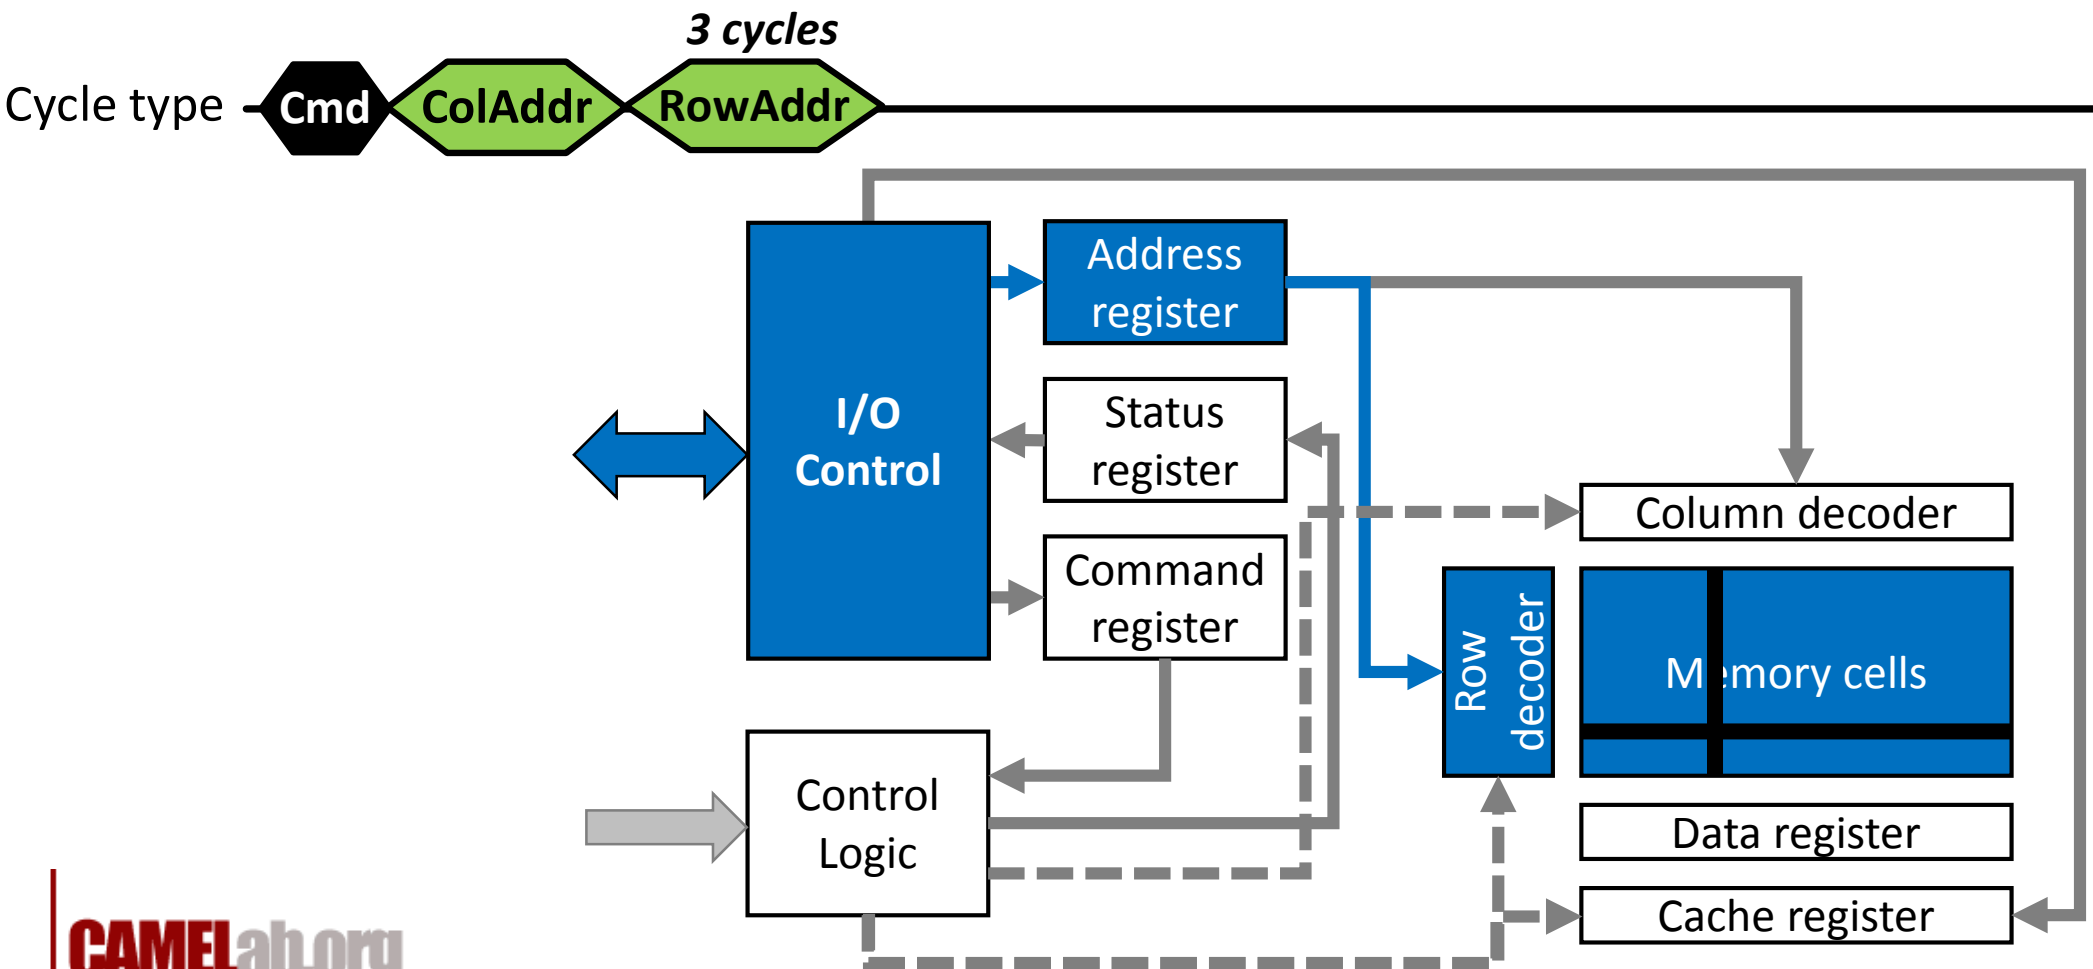 3 cycles
Cycle type
Cmd
ColAddr
RowAddr
Address
register
I/O
Control
Status
register
Column decoder
Command
register
Row
decoder
Memory cells
Control
Logic
Data register
Cache register
CAMELab.org